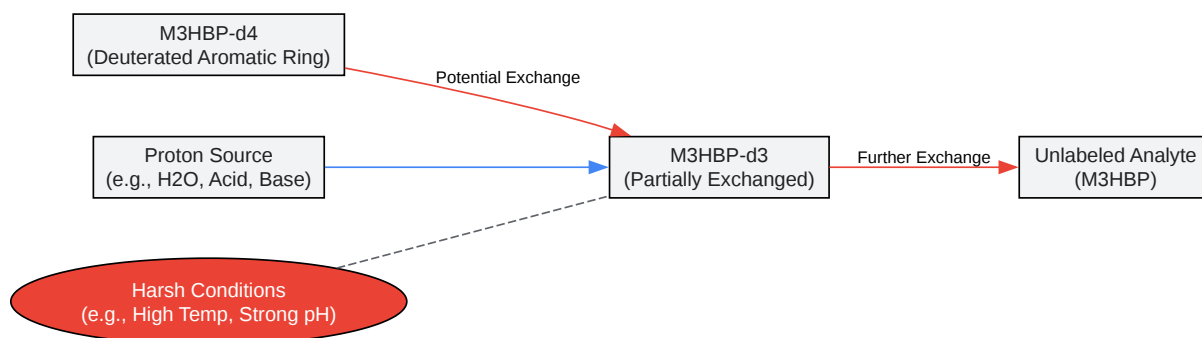 M3HBP-d4
(Deuterated Aromatic Ring)
Potential Exchange
Proton Source
(e.g., H2O, Acid, Base)
M3HBP-d3
(Partially Exchanged)
Further Exchange
Unlabeled Analyte
(M3HBP)
Harsh Conditions
(e.g., High Temp, Strong pH)